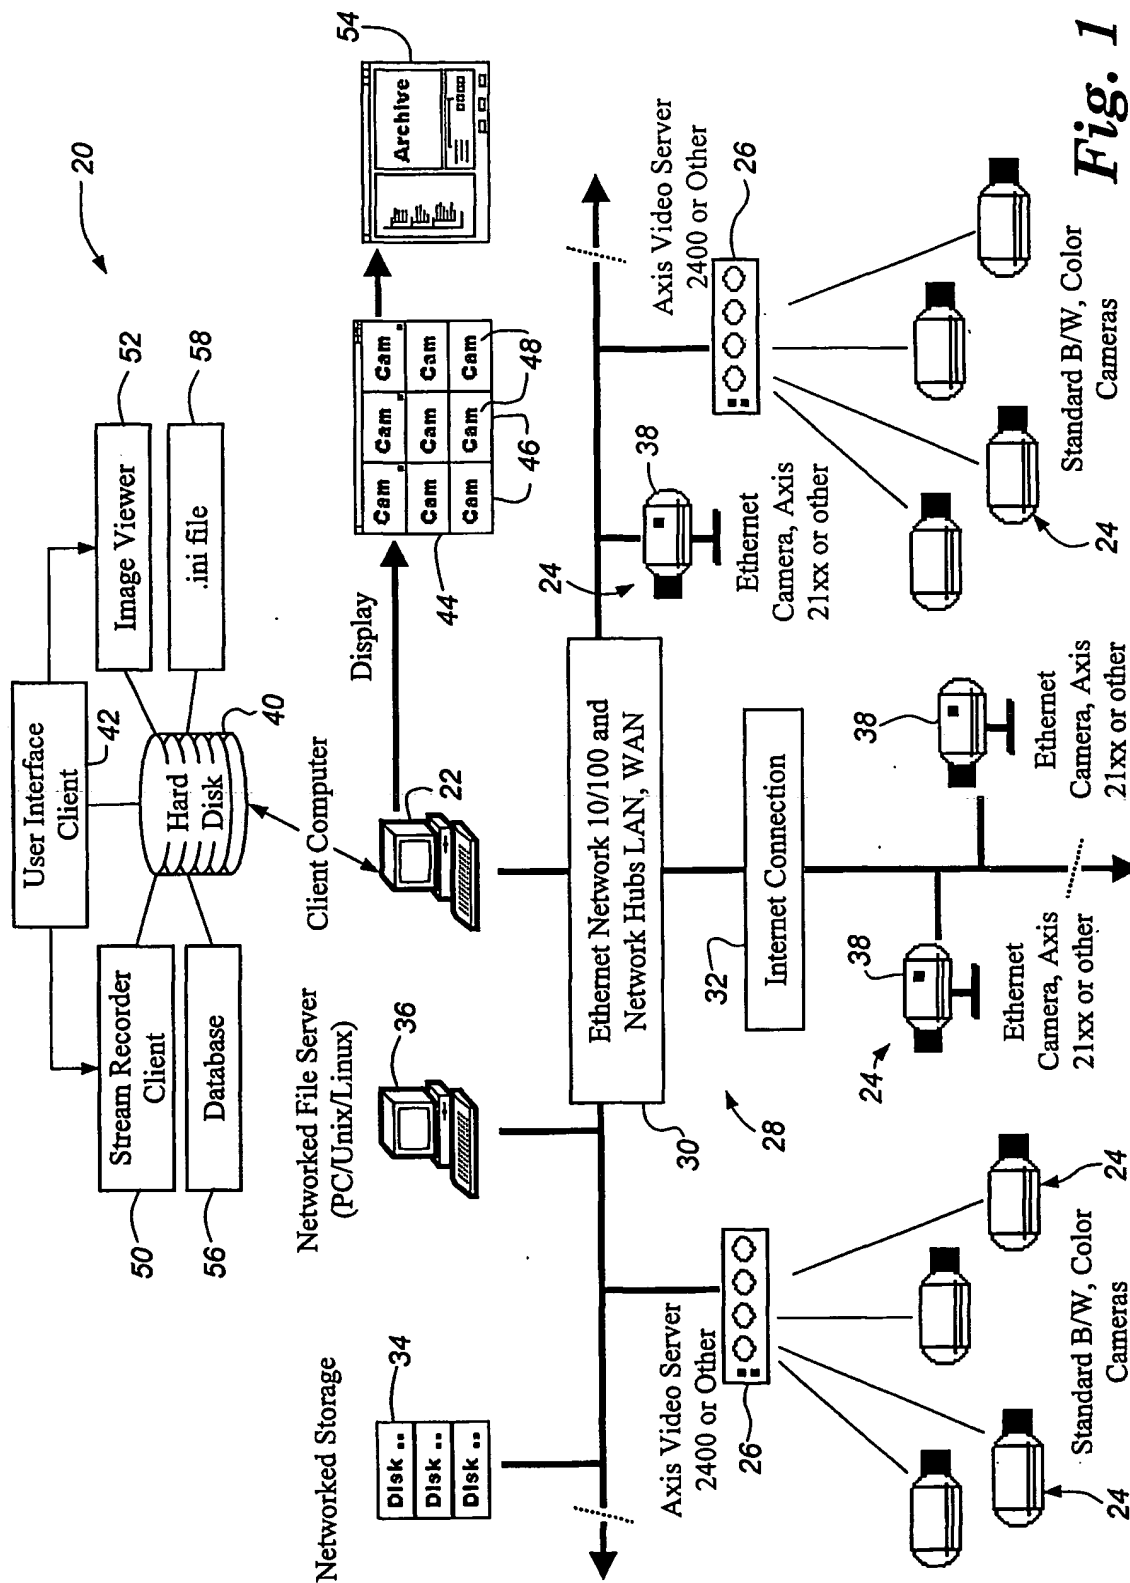 20
User Interface
Client
42
Stream Recorder
Client
50
Database
56
Hard
Disk
40
Image Viewer
52
.ini file
58
Networked Storage
Disk
Disk
Disk
34
Networked File Server
(PC/Unix/Linux)
36
Client Computer
22
Display
Cam
Cam
Cam
Cam
Cam
Cam
Cam
Cam
Cam
44
46
48
Archive
54
Ethernet Network 10/100 and
Network Hubs LAN, WAN
30
28
Internet Connection
32
Axis Video Server
2400 or Other
26
24
24
Standard B/W, Color
Cameras
24
38
Ethernet
Camera, Axis
21xx or other
38
Ethernet
Camera, Axis
21xx or other
24
38
Ethernet
Camera, Axis
21xx or other
Axis Video Server
2400 or Other
26
24
Standard B/W, Color
Cameras
Fig. 1